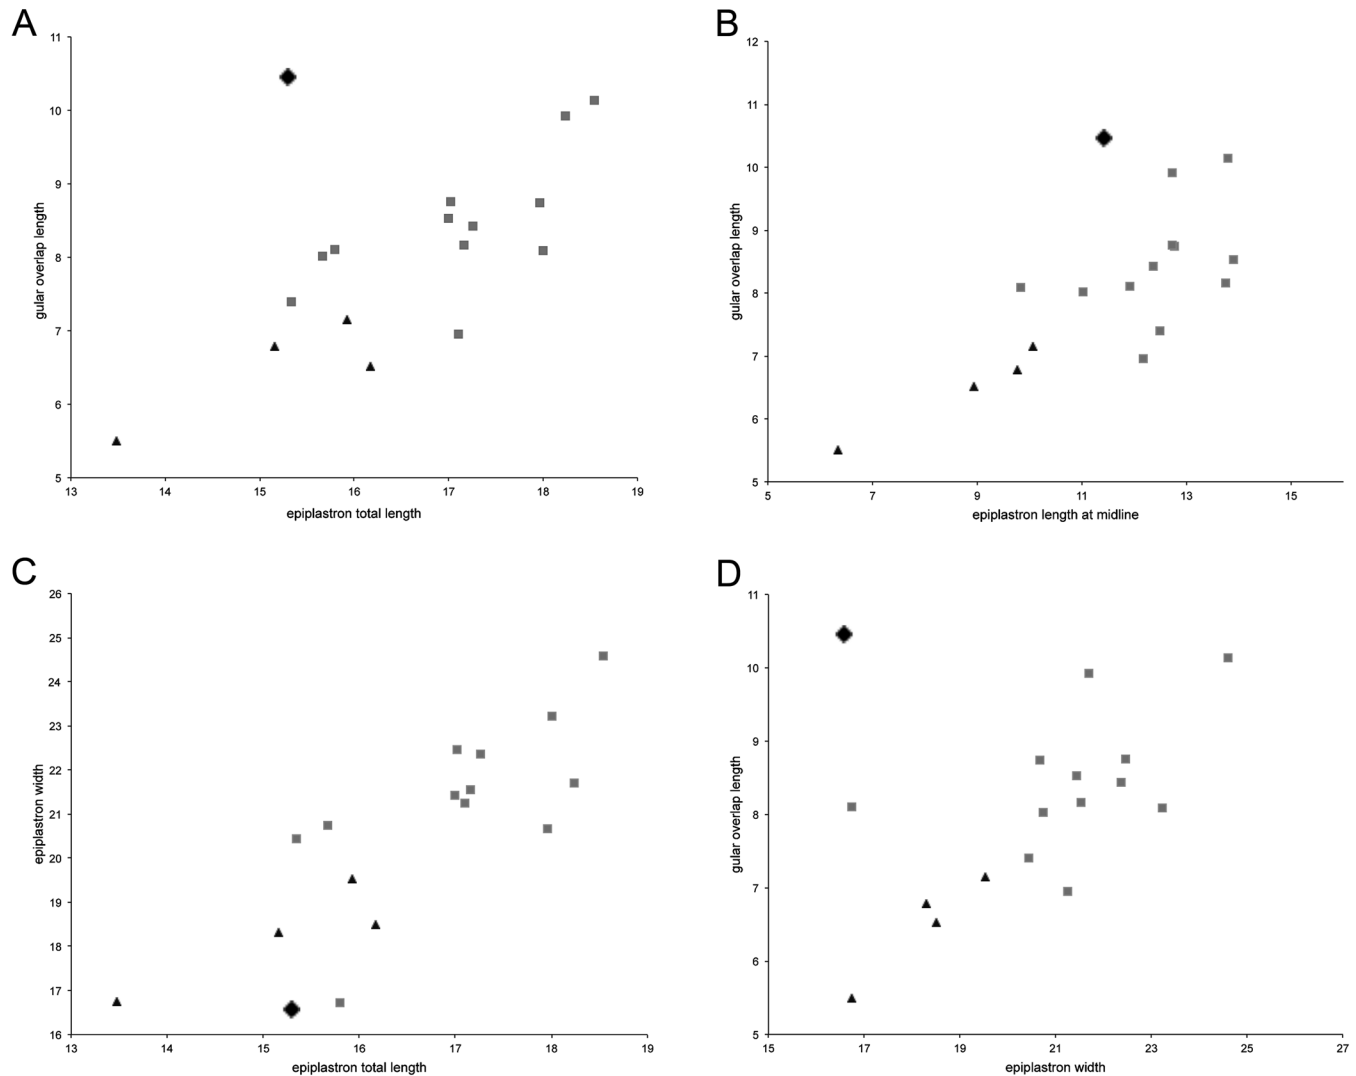 A
11
10
9
8
7
6
5
gular overlap length
13 14 15 16 17 18 19
epiplastron total length
B
12
11
10
9
8
7
6
5
gular overlap length
5 7 9 11 13 15
epiplastron length at midline
C
26
25
24
23
22
21
20
19
18
17
16
epiplastron width
13 14 15 16 17 18 19
epiplastron total length
D
11
10
9
8
7
6
5
gular overlap length
15 17 19 21 23 25 27
epiplastron width